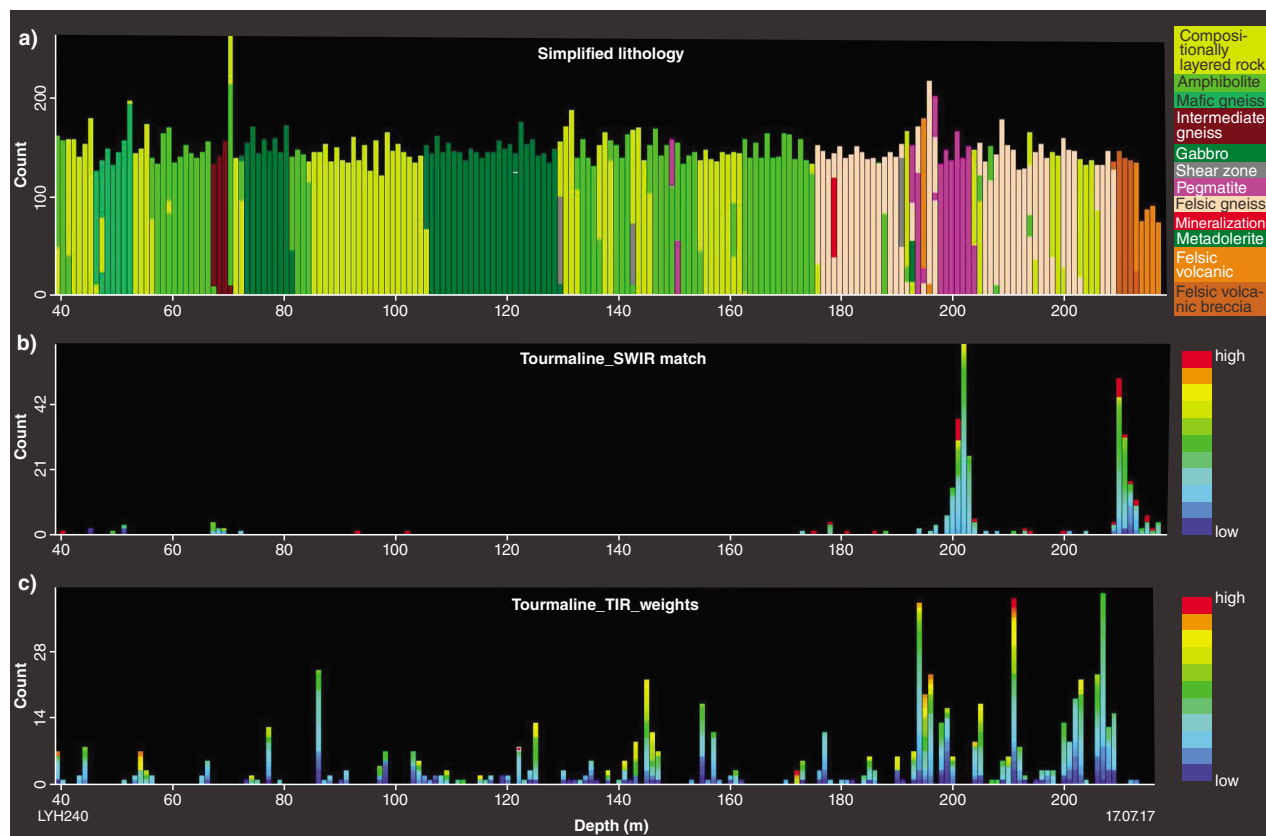 a)
Simplified lithology
Count
200
100
0
40 60 80 100 120 140 160 180 200 200
Composi-
tionally
layered rock
Amphibolite
Mafic gneiss
Intermediate
gneiss
Gabbro
Shear zone
Pegmatite
Felsic gneiss
Mineralization
Metadolerite
Felsic
volcanic
Felsic volca-
nic breccia
b)
Tourmaline_SWIR match
Count
42
21
0
40 60 80 100 120 140 160 180 200 200
high
low
c)
Tourmaline_TIR_weights
Count
28
14
0
40 60 80 100 120 140 160 180 200 200
high
low
LYH240
Depth (m)
17.07.17